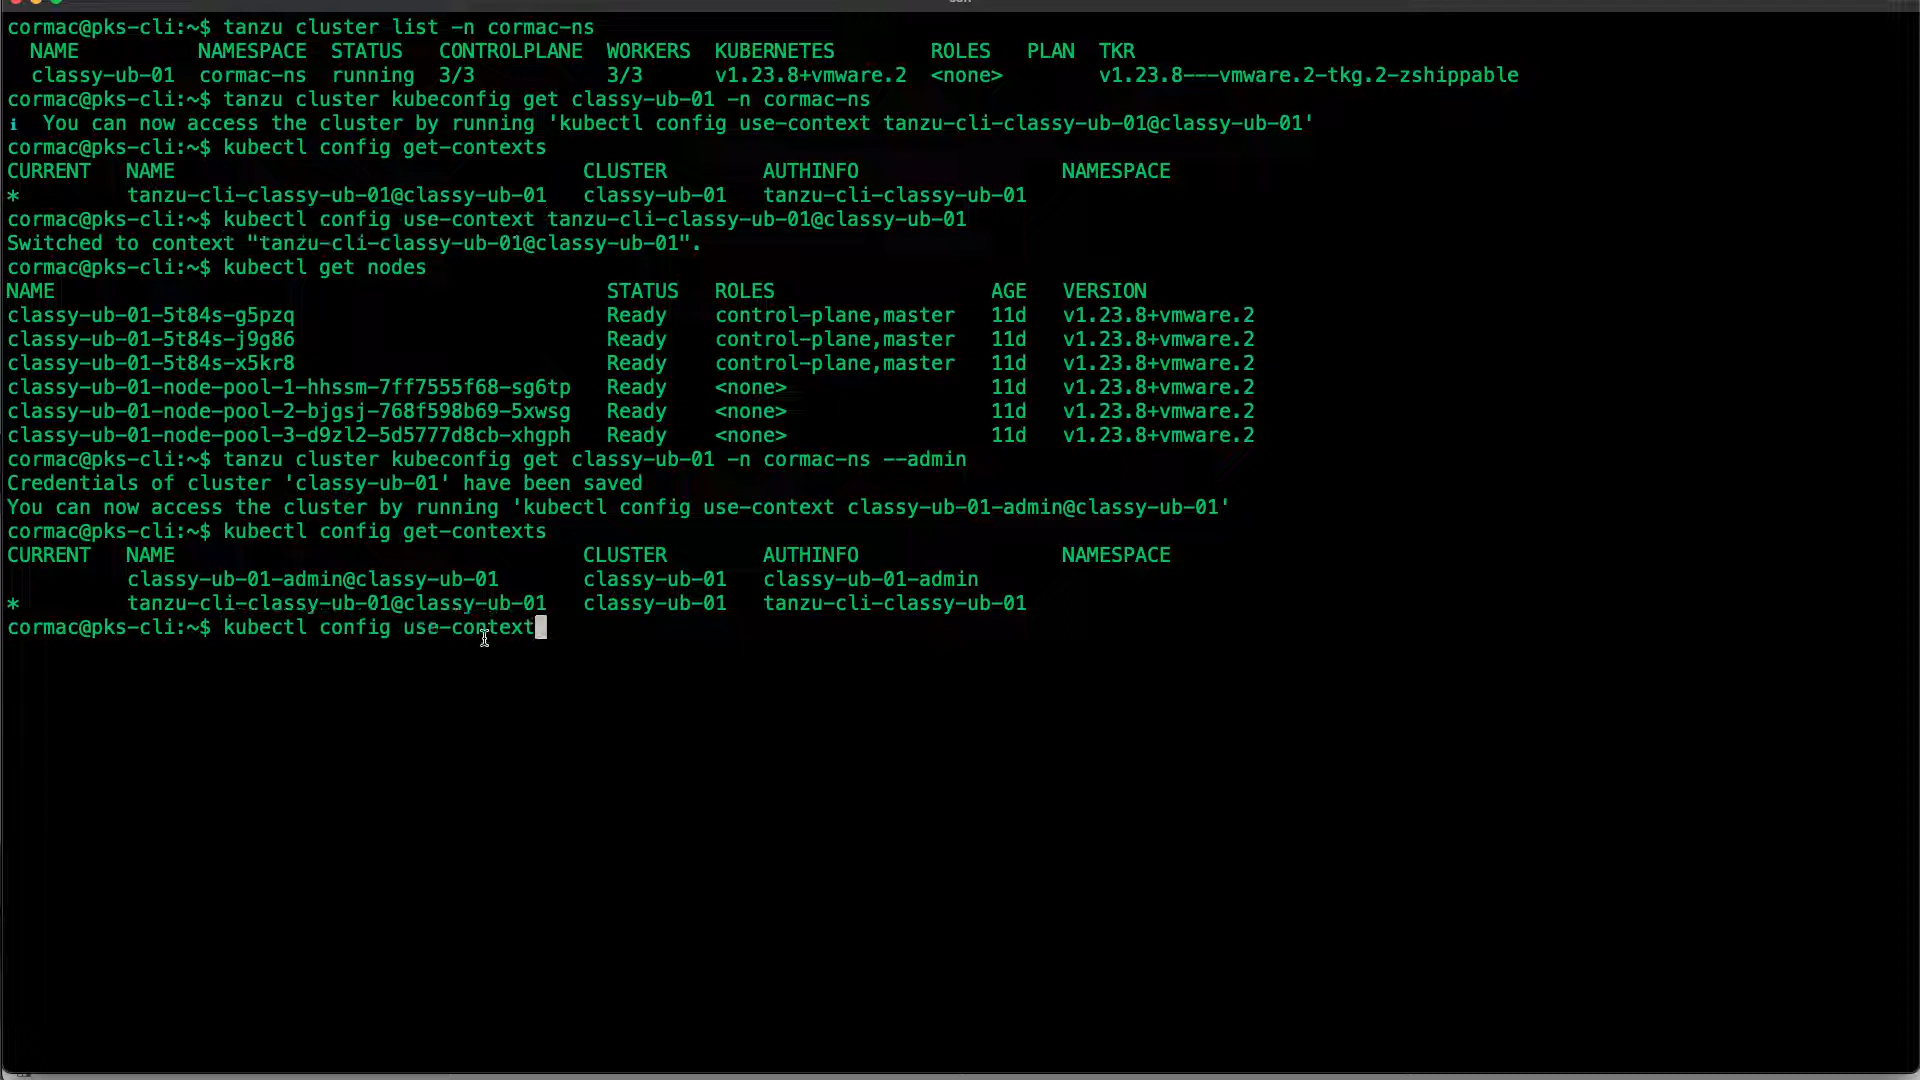 cormac@pks-cli:~$ tanzu cluster list -n cormac-ns
NAME NAMESPACE STATUS CONTROLPLANE WORKERS KUBERNETES ROLES PLAN TKR
classy-ub-01 cormac-ns running 3/3 3/3 v1.23.8+vmware.2 <none> v1.23.8---vmware.2-tkg.2-zshippable
cormac@pks-cli:~$ tanzu cluster kubeconfig get classy-ub-01 -n cormac-ns
i You can now access the cluster by running 'kubectl config use-context tanzu-cli-classy-ub-01@classy-ub-01'
cormac@pks-cli:~$ kubectl config get-contexts
CURRENT NAME CLUSTER AUTHINFO NAMESPACE
* tanzu-cli-classy-ub-01@classy-ub-01 classy-ub-01 tanzu-cli-classy-ub-01
cormac@pks-cli:~$ kubectl config use-context tanzu-cli-classy-ub-01@classy-ub-01
Switched to context "tanzu-cli-classy-ub-01@classy-ub-01".
cormac@pks-cli:~$ kubectl get nodes
NAME STATUS ROLES AGE VERSION
classy-ub-01-5t84s-g5pzq Ready control-plane,master 11d v1.23.8+vmware.2
classy-ub-01-5t84s-j9g86 Ready control-plane,master 11d v1.23.8+vmware.2
classy-ub-01-5t84s-x5kr8 Ready control-plane,master 11d v1.23.8+vmware.2
classy-ub-01-node-pool-1-hhssm-7ff7555f68-sg6tp Ready <none> 11d v1.23.8+vmware.2
classy-ub-01-node-pool-2-bjgsj-768f598b69-5xwsg Ready <none> 11d v1.23.8+vmware.2
classy-ub-01-node-pool-3-d9zl2-5d5777d8cb-xhgph Ready <none> 11d v1.23.8+vmware.2
cormac@pks-cli:~$ tanzu cluster kubeconfig get classy-ub-01 -n cormac-ns --admin
Credentials of cluster 'classy-ub-01' have been saved
You can now access the cluster by running 'kubectl config use-context classy-ub-01-admin@classy-ub-01'
cormac@pks-cli:~$ kubectl config get-contexts
CURRENT NAME CLUSTER AUTHINFO NAMESPACE
classy-ub-01-admin@classy-ub-01 classy-ub-01 classy-ub-01-admin
* tanzu-cli-classy-ub-01@classy-ub-01 classy-ub-01 tanzu-cli-classy-ub-01
cormac@pks-cli:~$ kubectl config use-context